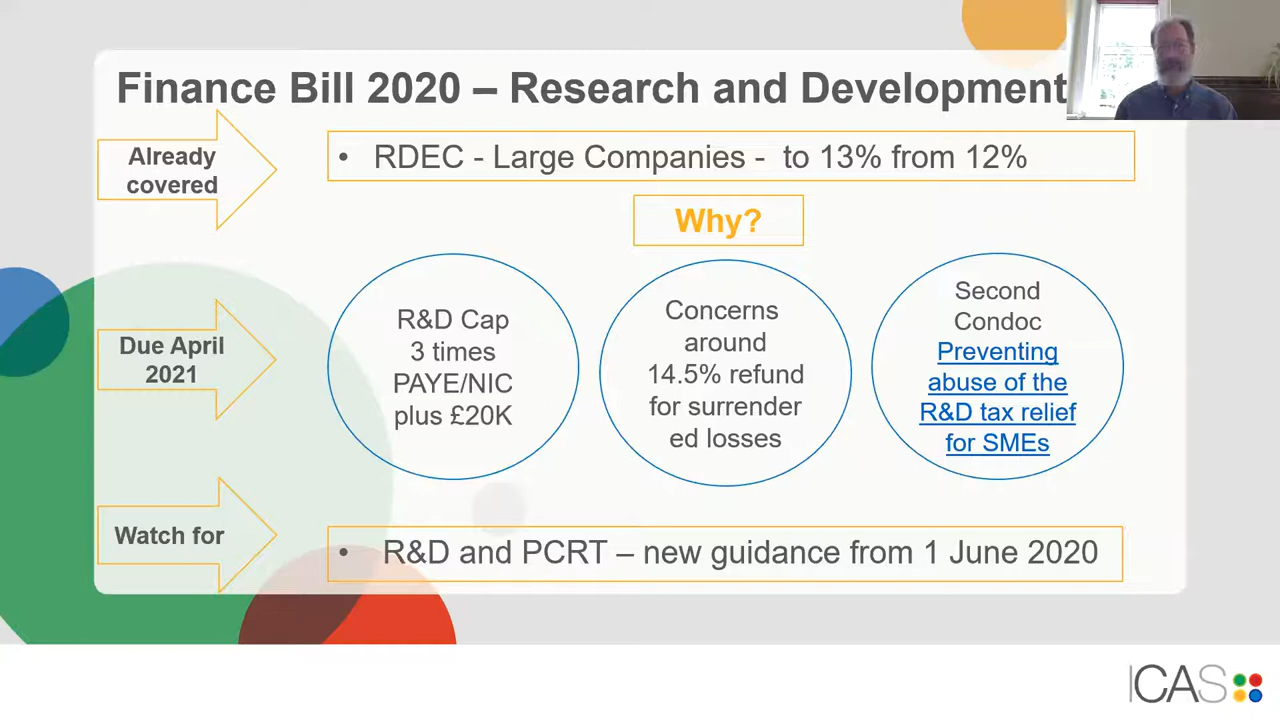 Finance Bill 2020 – Research and Development
Already
covered
• RDEC - Large Companies - to 13% from 12%
Why?
Due April
2021
R&D Cap
3 times
PAYE/NIC
plus £20K
Concerns
around
14.5% refund
for surrender
ed losses
Second
Condoc
Preventing
abuse of the
R&D tax relief
for SMEs
Watch for
• R&D and PCRT – new guidance from 1 June 2020
ICAS